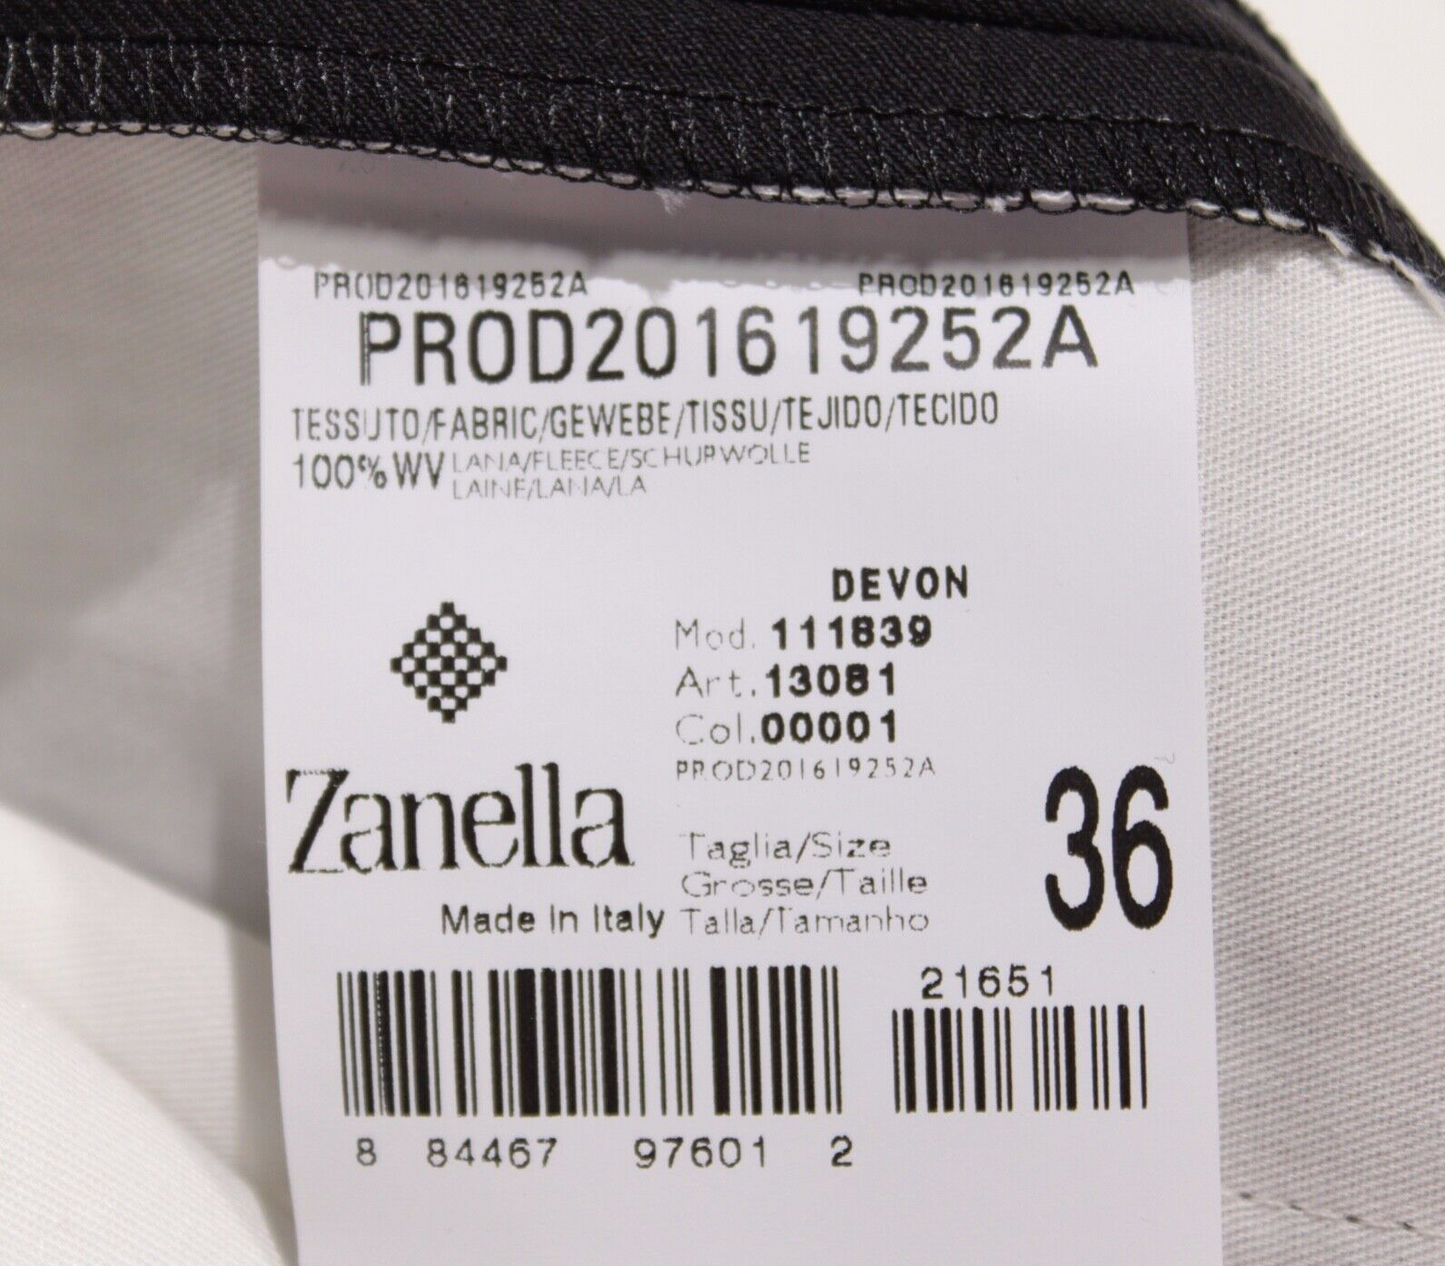 PROD201619252A PROD201619252A
PROD201619252A
TESSUTO/FABRIC/GEWEBE/TISSU/TEJIDO/TECIDO
100% WV LANA/FLEECE/SCHURWOLLE
LAINE/LANA/LA
DEVON
Mod. 111839
Art. 13081
Col. 00001
PROD201619252A
Zanella
Taglia/Size
Grosse/Taille
Talla/Tamanho
36
Made In Italy
21651
8 84467 97601 2